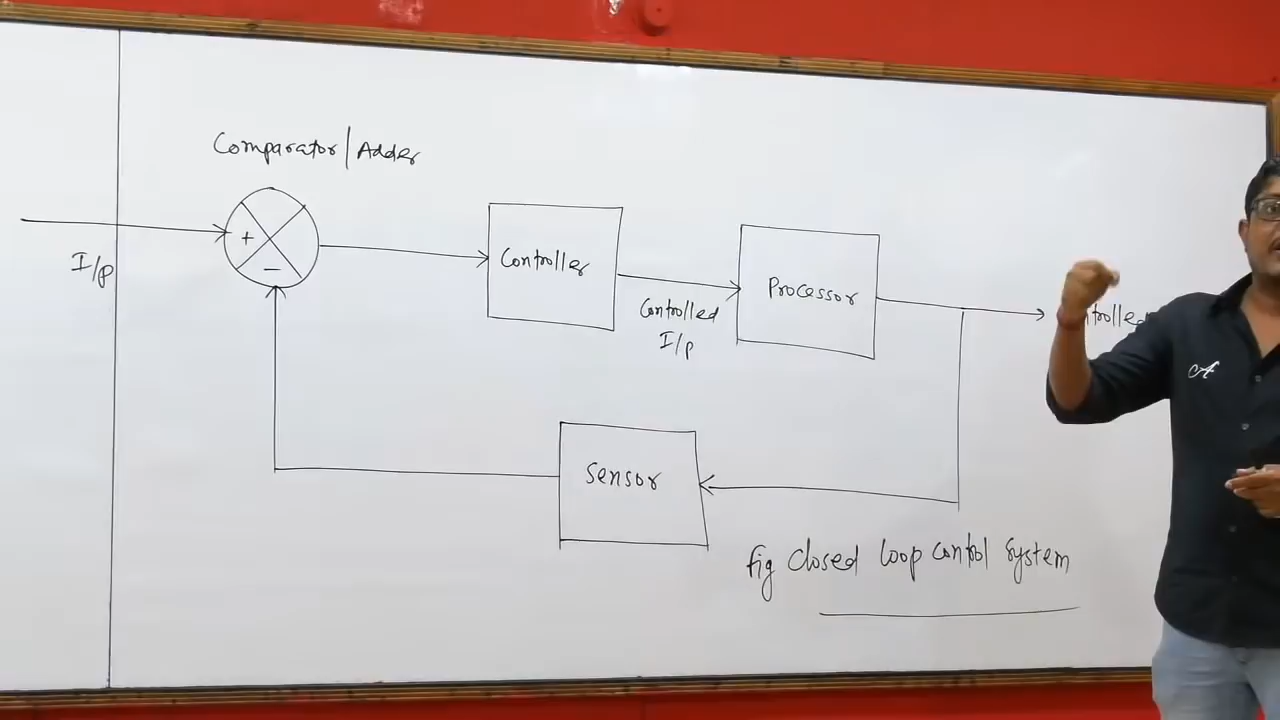 Comparator/Adder
+
−
I/p
Controller
Controlled
I/p
Processor
Sensor
fig closed loop control system
A